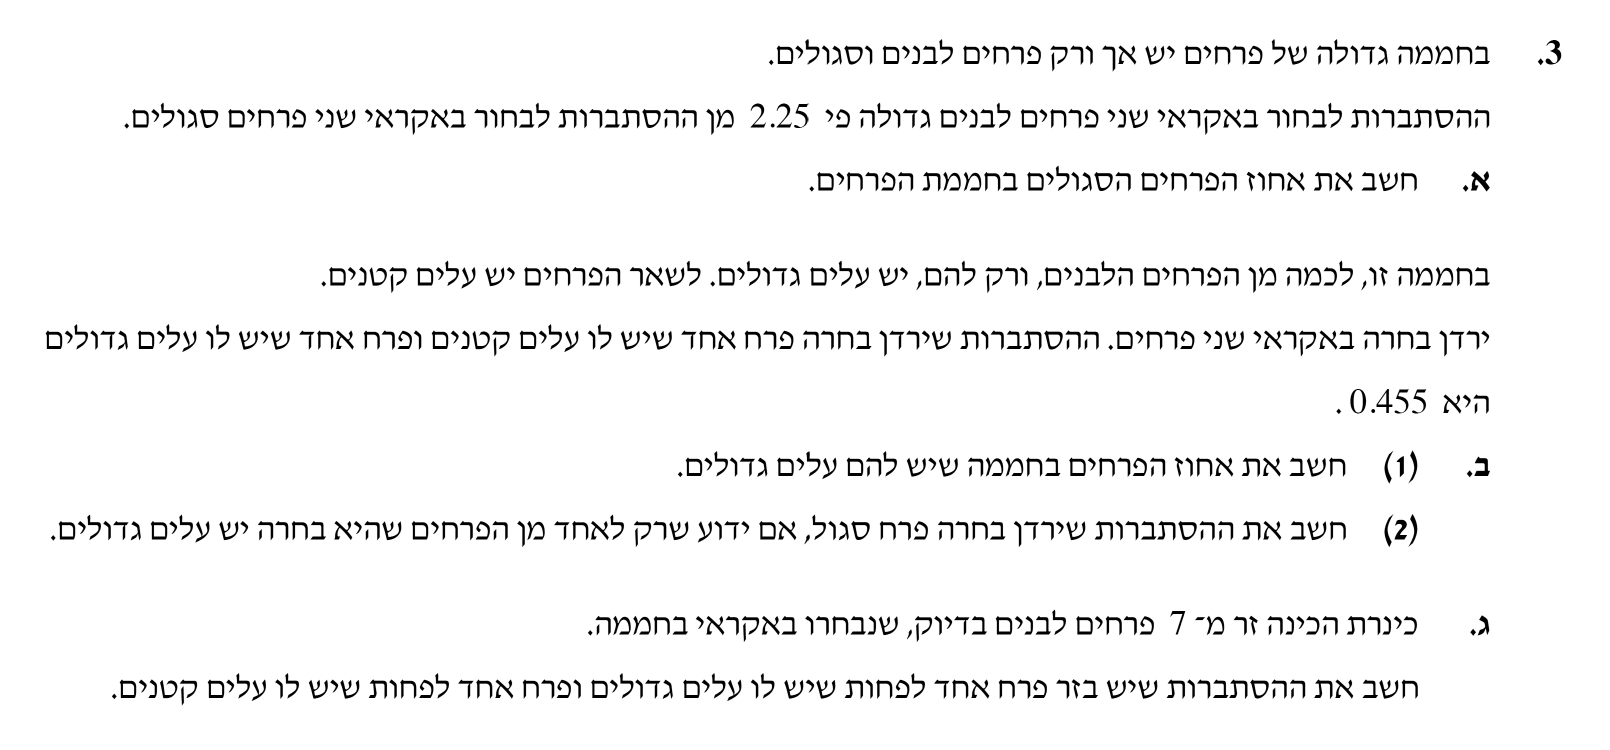 3. בחממה גדולה של פרחים יש אך ורק פרחים לבנים וסגולים.
ההסתברות לבחור באקראי שני פרחים לבנים גדולה פי 2.25 מן ההסתברות לבחור באקראי שני פרחים סגולים.
א. חשב את אחוז הפרחים הסגולים בחממת הפרחים.
בחממה זו, לכמה מן הפרחים הלבנים, ורק להם, יש עלים גדולים. לשאר הפרחים יש עלים קטנים.
ירדן בחרה באקראי שני פרחים. ההסתברות שירדן בחרה פרח אחד שיש לו עלים קטנים ופרח אחד שיש לו עלים גדולים
היא 0.455 .
ב. (1) חשב את אחוז הפרחים בחממה שיש להם עלים גדולים.
(2) חשב את ההסתברות שירדן בחרה פרח סגול, אם ידוע שרק לאחד מן הפרחים שהיא בחרה יש עלים גדולים.
ג. כינרת הכינה זר מ־ 7 פרחים לבנים בדיוק, שנבחרו באקראי בחממה.
חשב את ההסתברות שיש בזר פרח אחד לפחות שיש לו עלים גדולים ופרח אחד לפחות שיש לו עלים קטנים.